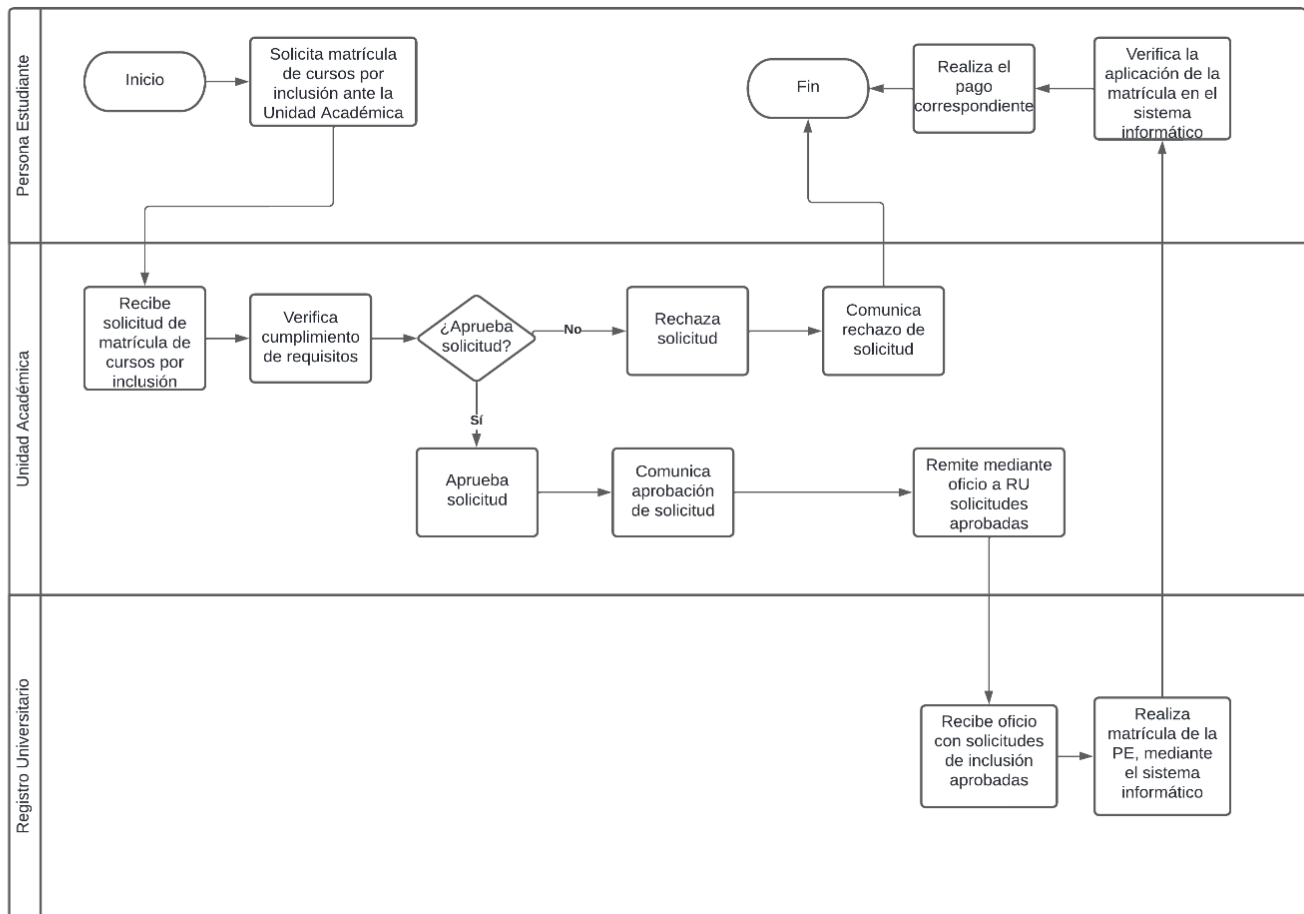 Persona Estudiante
Inicio
Solicita matrícula
de cursos por
inclusión ante la
Unidad Académica
Fin
Realiza el
pago
correspondiente
Verifica la
aplicación de la
matrícula en el
sistema
informático
Unidad Académica
Recibe
solicitud de
matrícula de
cursos por
inclusión
Verifica
cumplimiento
de requisitos
¿Aprueba
solicitud?
No
Rechaza
solicitud
Comunica
rechazo de
solicitud
Sí
Aprueba
solicitud
Comunica
aprobación
de solicitud
Remite mediante
oficio a RU
solicitudes
aprobadas
Registro Universitario
Recibe oficio
con solicitudes
de inclusión
aprobadas
Realiza
matrícula de la
PE, mediante
el sistema
informático